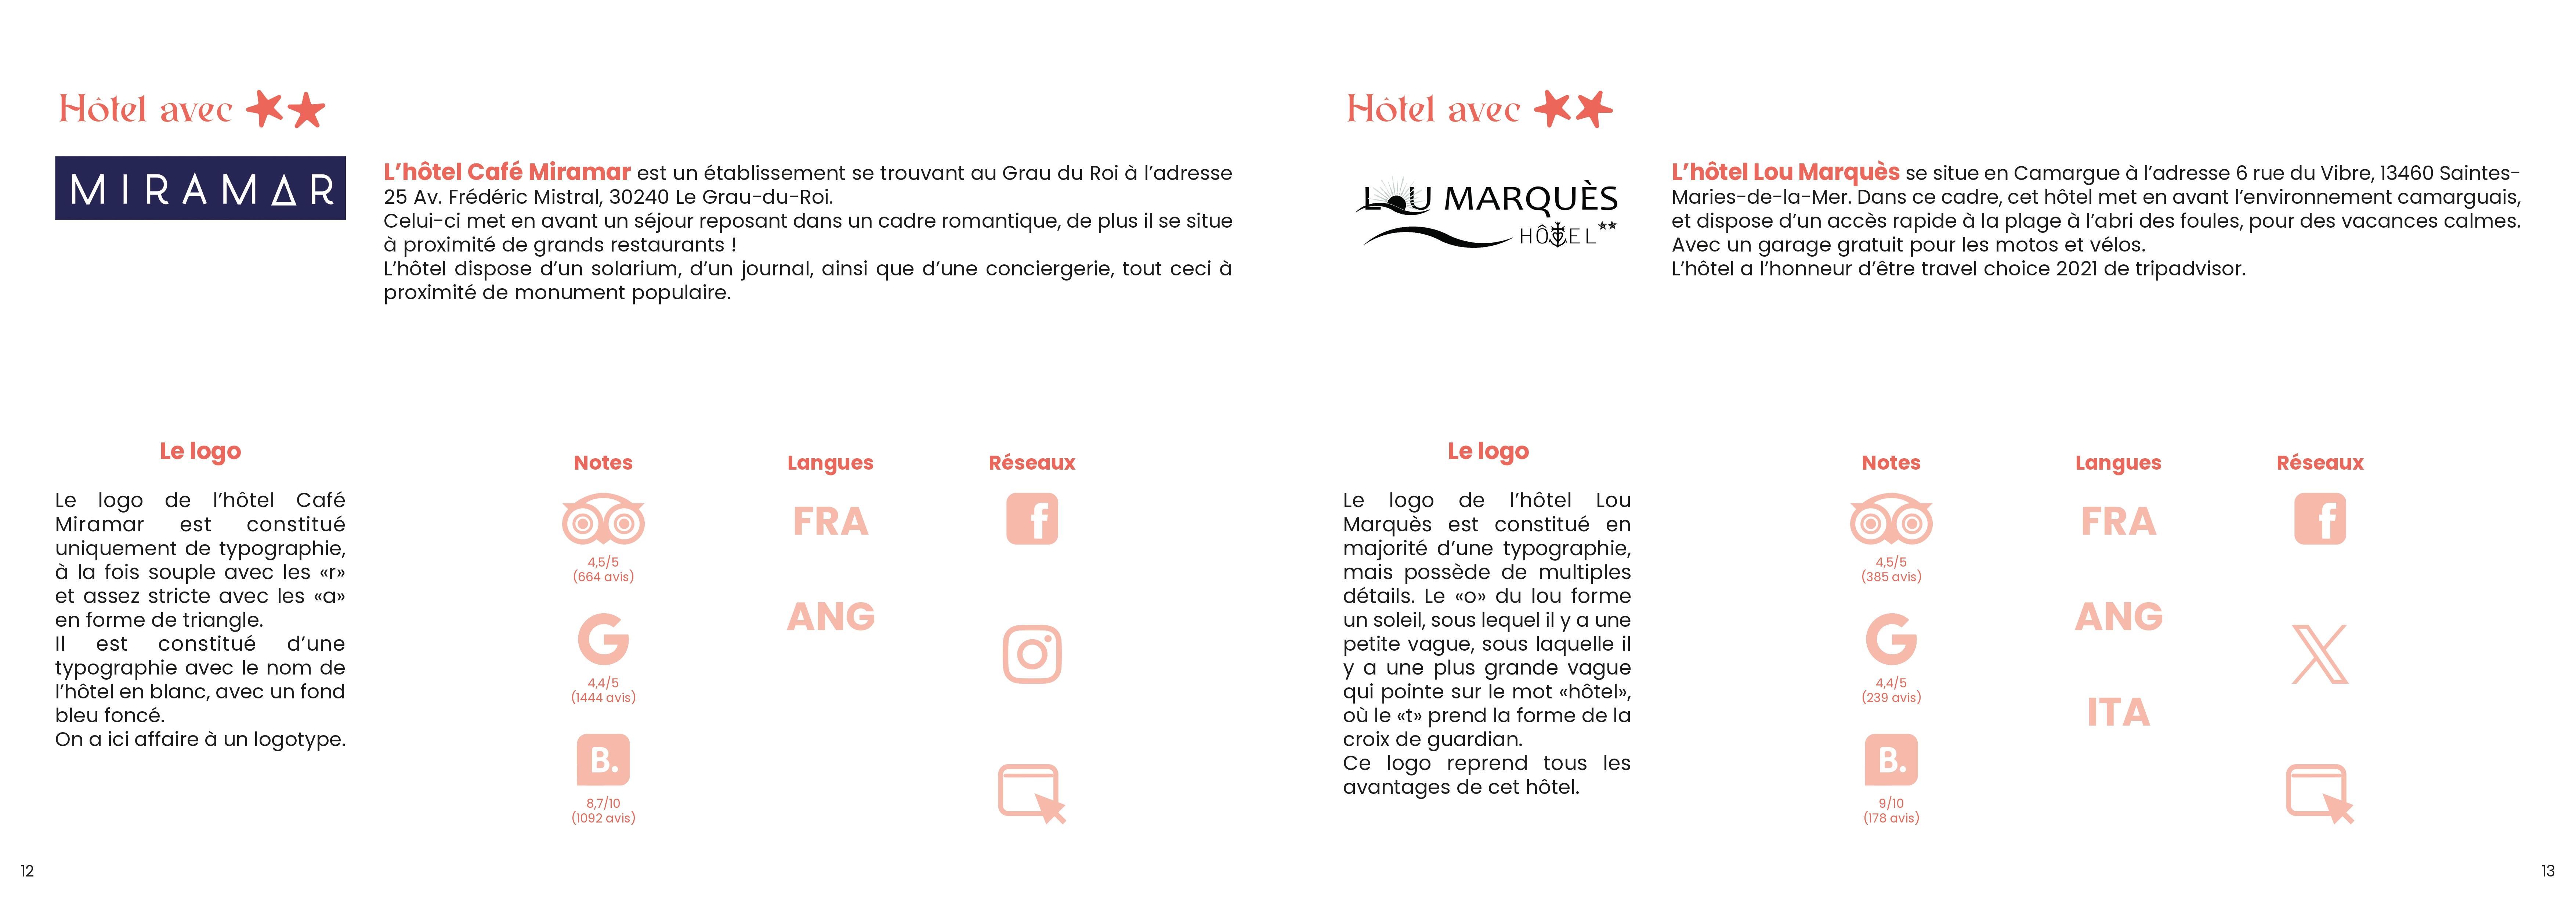 Hôtel avec
MIRAMAR
L'hôtel Café Miramar est un établissement se trouvant au Grau du Roi à l'adresse
25 Av. Frédéric Mistral, 30240 Le Grau-du-Roi.
Celui-ci met en avant un séjour reposant dans un cadre romantique, de plus il se situe
à proximité de grands restaurants !
L'hôtel dispose d'un solarium, d'un journal, ainsi que d'une conciergerie, tout ceci à
proximité de monument populaire.
Le logo
Le logo de l'hôtel Café
Miramar est constitué
uniquement de typographie,
à la fois souple avec les «r»
et assez stricte avec les «a»
en forme de triangle.
Il est constitué d'une
typographie avec le nom de
l'hôtel en blanc, avec un fond
bleu foncé.
On a ici affaire à un logotype.
Notes
4,5/5
(664 avis)
G
4,4/5
(1444 avis)
B.
8,7/10
(1092 avis)
Langues
FRA
ANG
Réseaux
f
12
Hôtel avec
LOU MARQUÈS
HÔTEL
L'hôtel Lou Marquès se situe en Camargue à l'adresse 6 rue du Vibre, 13460 Saintes-
Maries-de-la-Mer. Dans ce cadre, cet hôtel met en avant l'environnement camarguais,
et dispose d'un accès rapide à la plage à l'abri des foules, pour des vacances calmes.
Avec un garage gratuit pour les motos et vélos.
L'hôtel a l'honneur d'être travel choice 2021 de tripadvisor.
Le logo
Le logo de l'hôtel Lou
Marquès est constitué en
majorité d'une typographie,
mais possède de multiples
détails. Le «o» du lou forme
un soleil, sous lequel il y a une
petite vague, sous laquelle il
y a une plus grande vague
qui pointe sur le mot «hôtel»,
où le «t» prend la forme de la
croix de guardian.
Ce logo reprend tous les
avantages de cet hôtel.
Notes
4,5/5
(385 avis)
G
4,4/5
(239 avis)
B.
9/10
(178 avis)
Langues
FRA
ANG
ITA
Réseaux
f
X
13